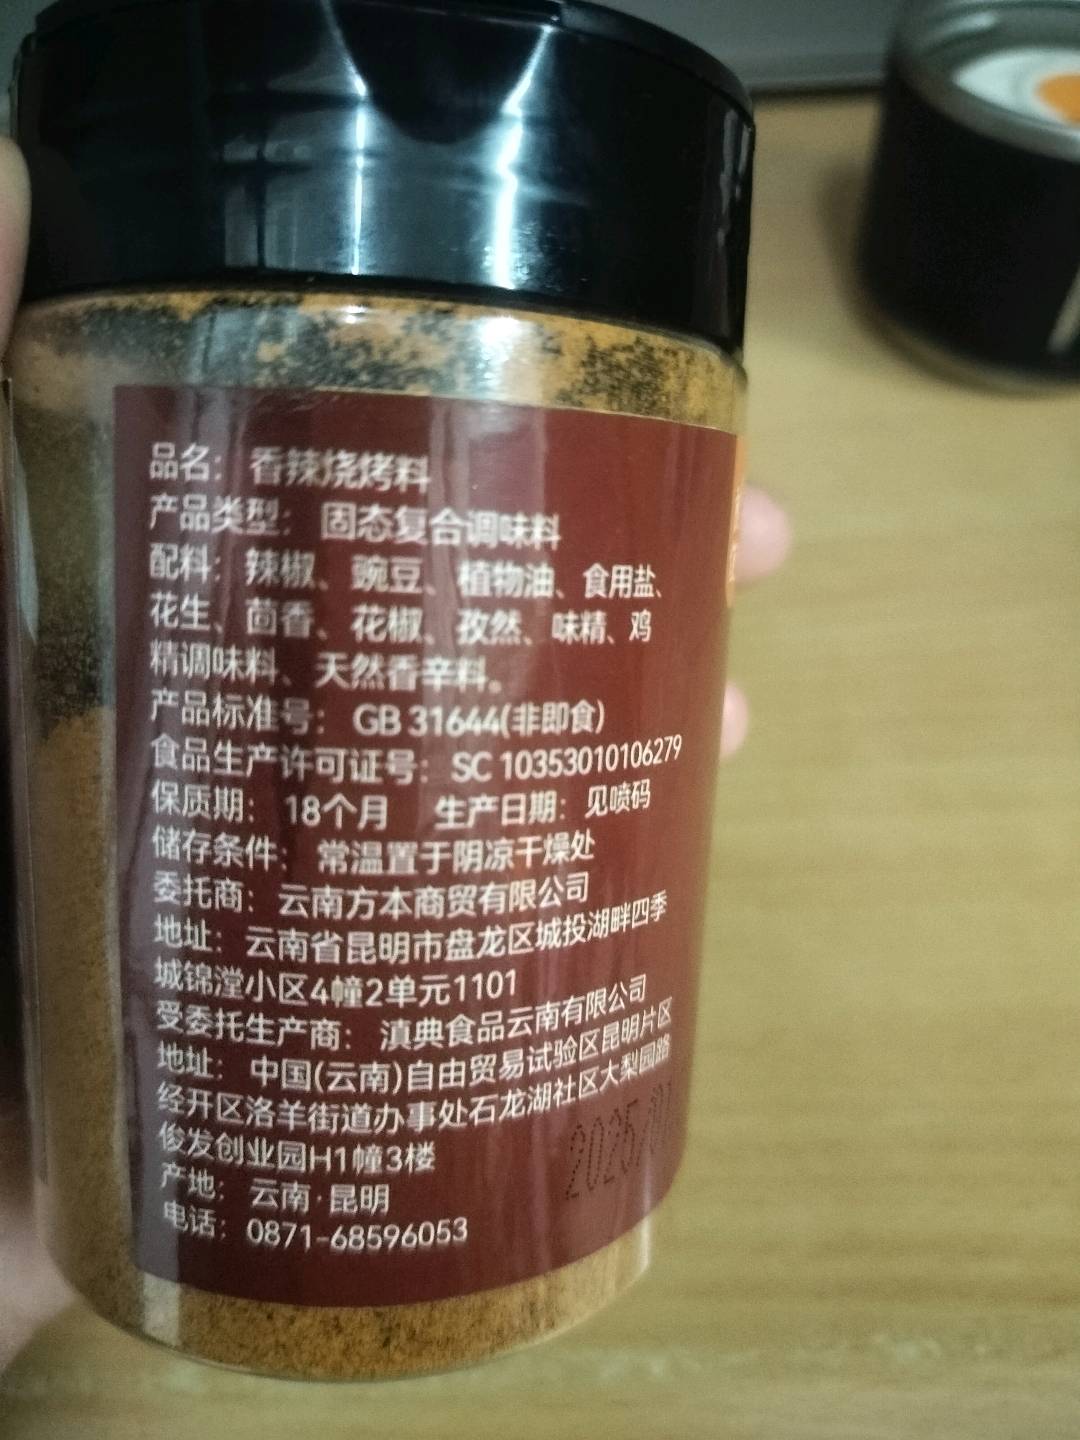 品名： 香辣烧烤料
产品类型： 固态复合调味料
配料：辣椒、豌豆、植物油、食用盐、
花生、茴香、花椒、孜然、味精、鸡
精调味料、天然香辛料。
产品标准号： GB 31644(非即食)
食品生产许可证号：SC 10353010106279
保质期： 18个月 生产日期：见喷码
储存条件： 常温置于阴凉干燥处
委托商：云南方本商贸有限公司
地址：云南省昆明市盘龙区城投湖畔四季
城锦漟小区4幢2单元1101
受委托生产商： 滇典食品云南有限公司
地址： 中国(云南)自由贸易试验区昆明片区
经开区洛羊街道办事处石龙湖社区大梨园路
俊发创业园H1幢3楼
产地： 云南·昆明
电话：0871-68596053
2025/01